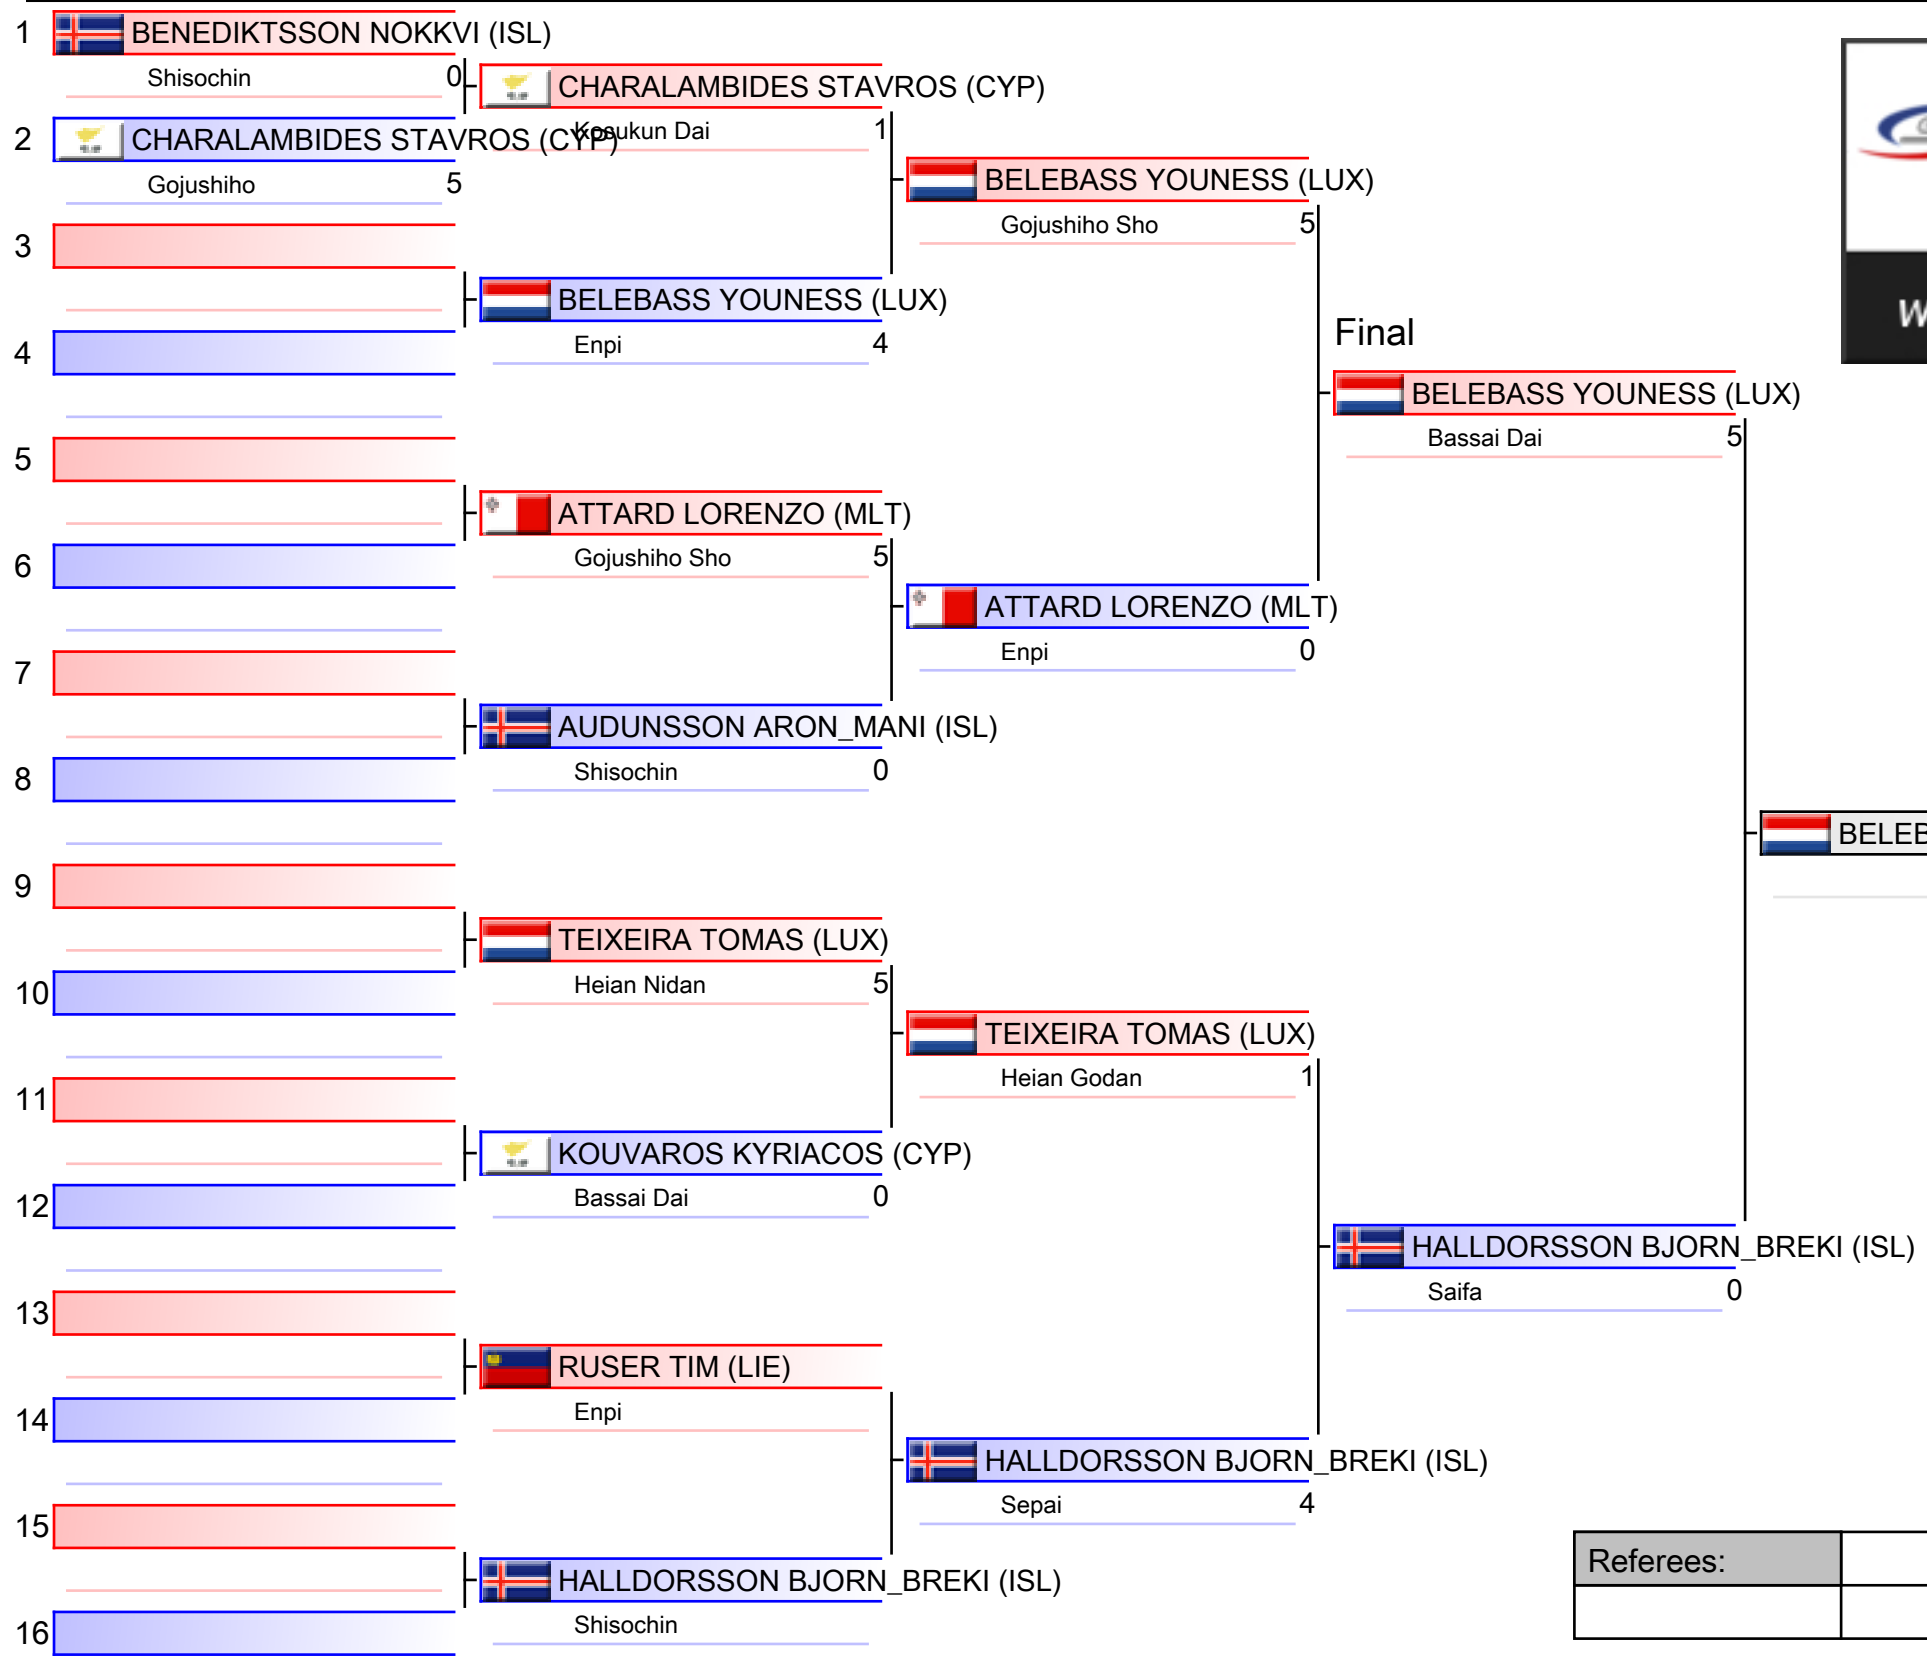 1
BENEDIKTSSON NOKKVI (ISL)
Shisochin 0
2
CHARALAMBIDES STAVROS (CYP)
Gojushiho 5
3
4
5
6
7
8
9
10
11
12
13
14
15
16
CHARALAMBIDES STAVROS (CYP)
Kosukun Dai 1
BELEBASS YOUNESS (LUX)
Enpi 4
ATTARD LORENZO (MLT)
Gojushiho Sho 5
AUDUNSSON ARON_MANI (ISL)
Shisochin 0
TEIXEIRA TOMAS (LUX)
Heian Nidan 5
KOUVAROS KYRIACOS (CYP)
Bassai Dai 0
RUSER TIM (LIE)
Enpi
HALLDORSSON BJORN_BREKI (ISL)
Shisochin
BELEBASS YOUNESS (LUX)
Gojushiho Sho 5
ATTARD LORENZO (MLT)
Enpi 0
TEIXEIRA TOMAS (LUX)
Heian Godan 1
HALLDORSSON BJORN_BREKI (ISL)
Sepai 4
Final
BELEBASS YOUNESS (LUX)
Bassai Dai 5
HALLDORSSON BJORN_BREKI (ISL)
Saifa 0
BELEB
Referees: